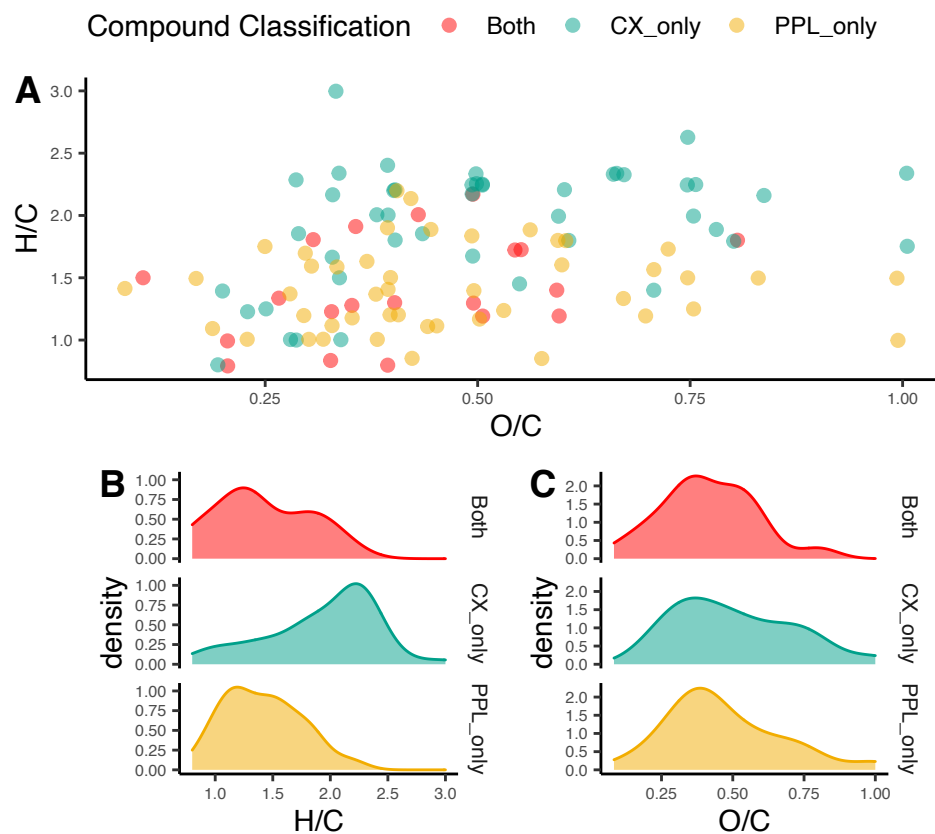 Compound Classification Both CX_only PPL_only
A
H/C
3.0
2.5
2.0
1.5
1.0
0.25 0.50 0.75 1.00
O/C
B
density
1.00
0.75
0.50
0.25
0.00
Both
1.00
0.75
0.50
0.25
0.00
CX_only
1.00
0.75
0.50
0.25
0.00
PPL_only
1.0 1.5 2.0 2.5 3.0
H/C
C
density
2.0
1.5
1.0
0.5
0.0
Both
2.0
1.5
1.0
0.5
0.0
CX_only
2.0
1.5
1.0
0.5
0.0
PPL_only
0.25 0.50 0.75 1.00
O/C